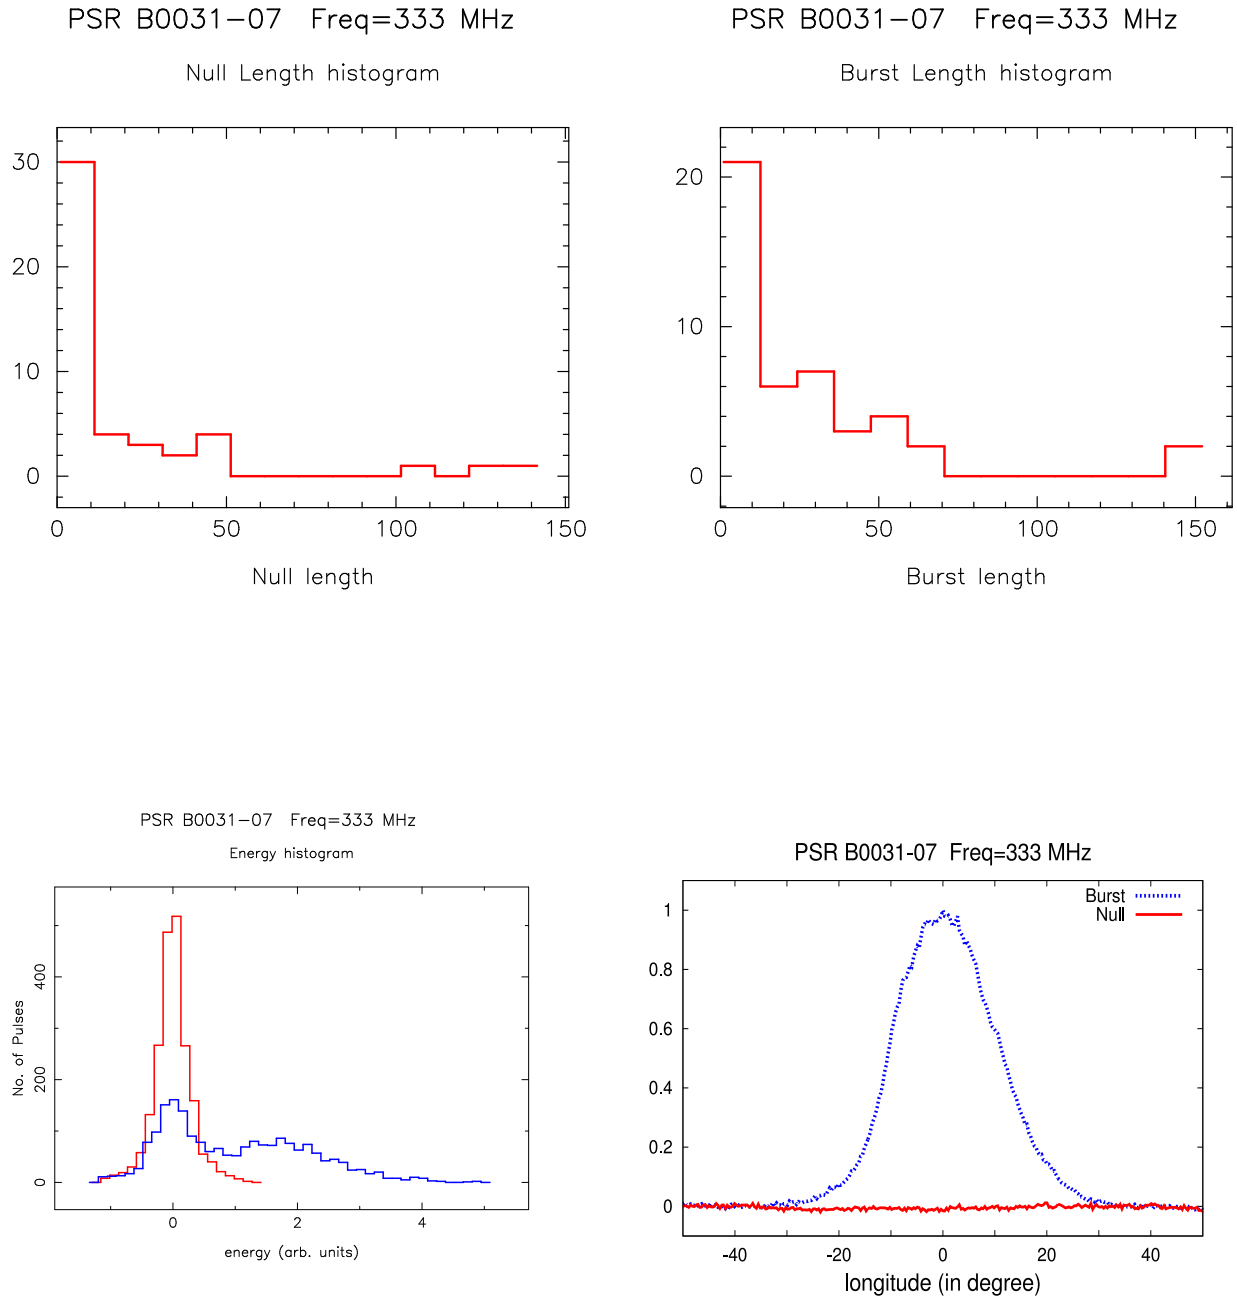 PSR B0031−07 Freq=333 MHz
Null Length histogram
30
20
10
0
0 50 100 150
Null length
PSR B0031−07 Freq=333 MHz
Burst Length histogram
20
10
0
0 50 100 150
Burst length
PSR B0031−07 Freq=333 MHz
Energy histogram
No. of Pulses
400
200
0
0 2 4
energy (arb. units)
PSR B0031-07 Freq=333 MHz
Burst
Null
1
0.8
0.6
0.4
0.2
0
-40 -20 0 20 40
longitude (in degree)